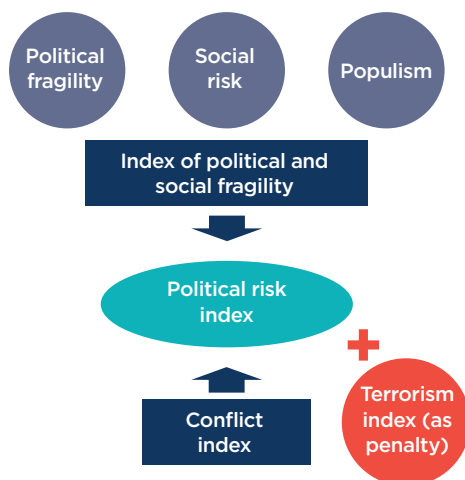 Political
fragility
Social
risk
Populism
Index of political and
social fragility
Political risk
index
Conflict
index
Terrorism
index (as
penalty)